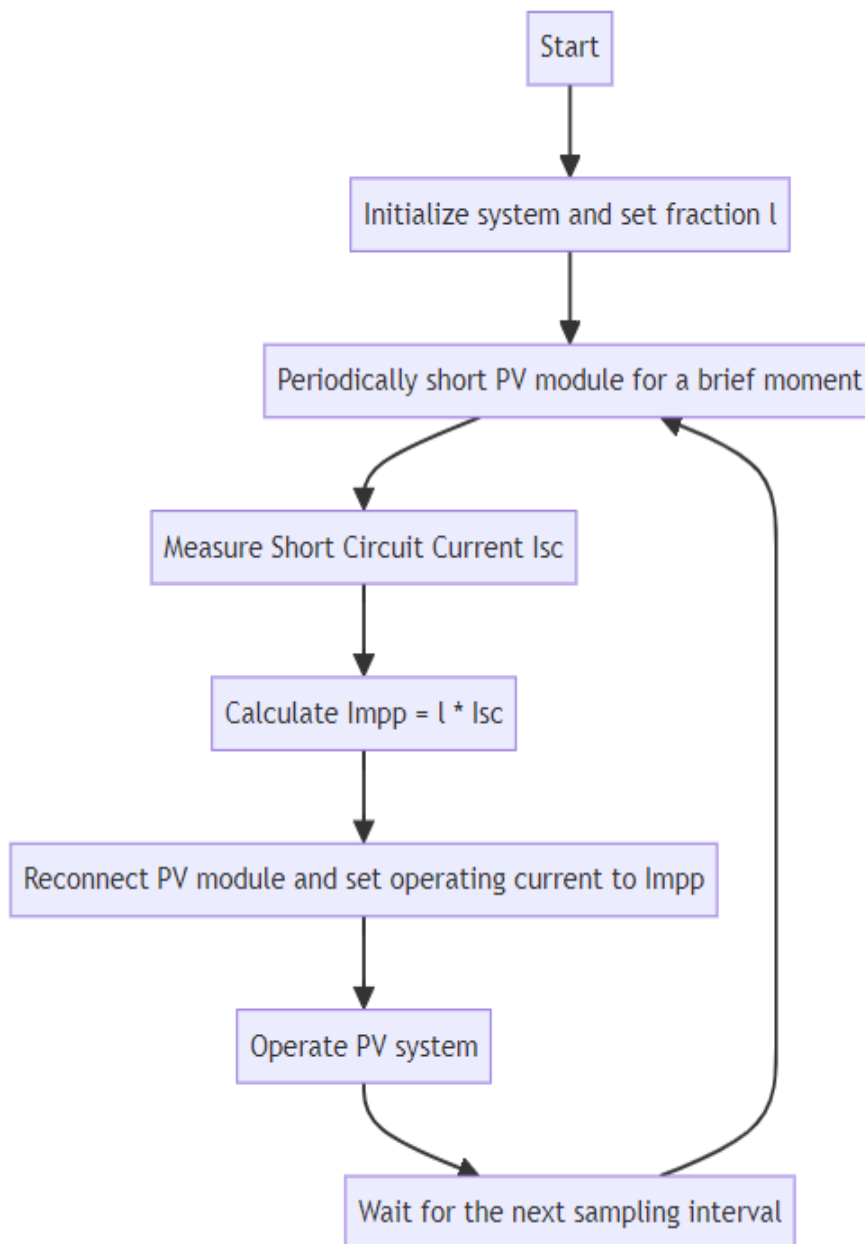 Start
Initialize system and set fraction l
Periodically short PV module for a brief moment
Measure Short Circuit Current Isc
Calculate Impp = l * Isc
Reconnect PV module and set operating current to Impp
Operate PV system
Wait for the next sampling interval